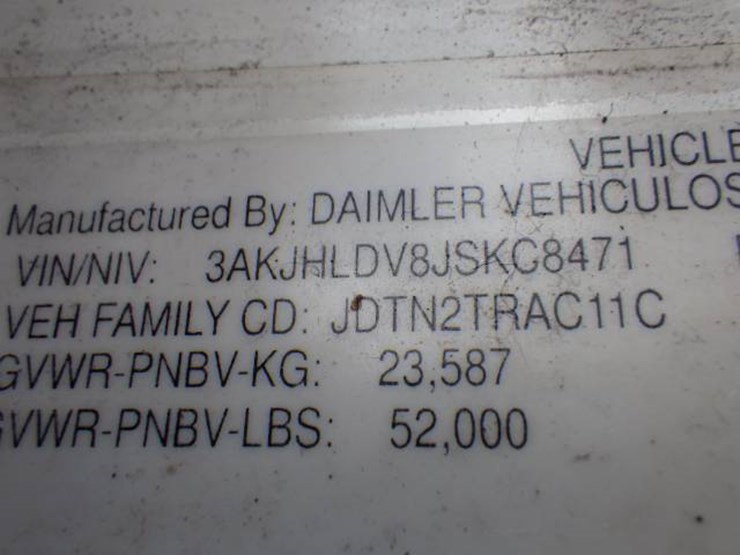 VEHICLE
Manufactured By: DAIMLER VEHICULOS
VIN/NIV: 3AKJHLDV8JSKC8471
VEH FAMILY CD: JDTN2TRAC11C
GVWR-PNBV-KG: 23,587
GVWR-PNBV-LBS: 52,000